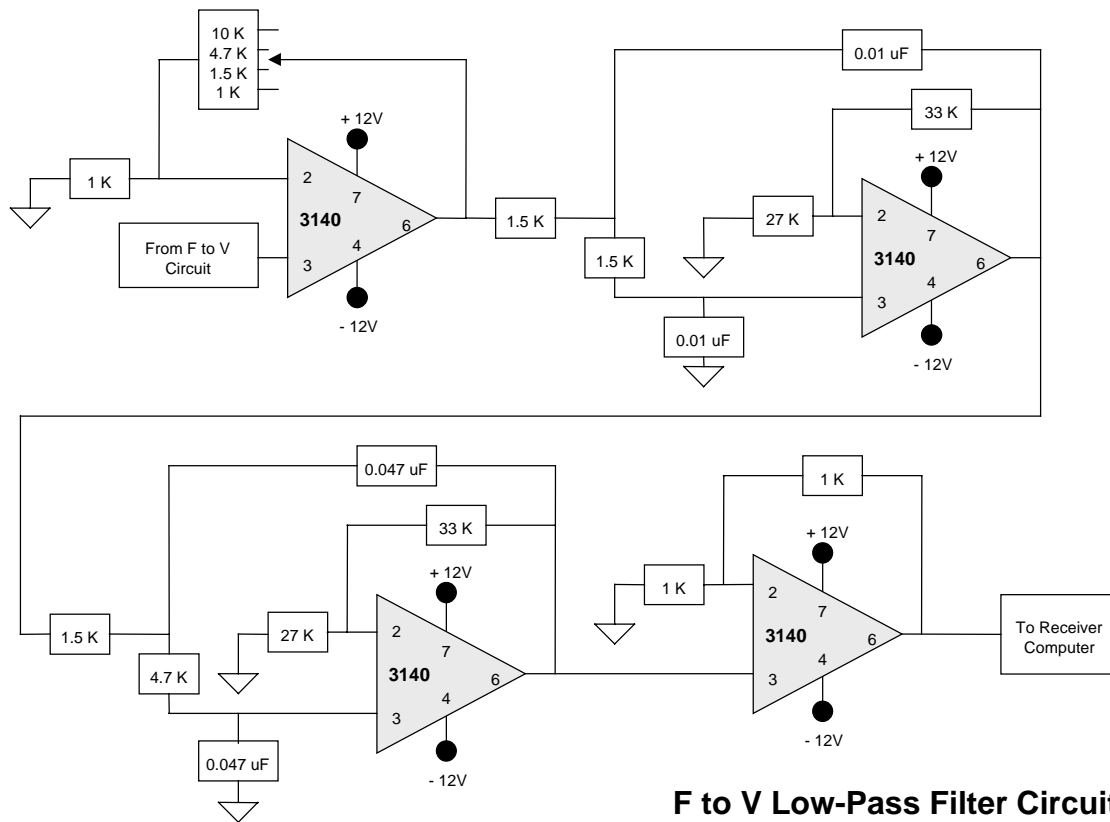 10 K
4.7 K
1.5 K
1 K
+ 12V
1 K
2
7
3140
6
4
3
From F to V
Circuit
- 12V
1.5 K
1.5 K
0.01 uF
0.01 uF
33 K
+ 12V
27 K
2
7
3140
6
4
3
- 12V
0.047 uF
33 K
+ 12V
1.5 K
27 K
2
7
3140
6
4
3
4.7 K
0.047 uF
- 12V
1 K
+ 12V
1 K
2
7
3140
6
4
3
- 12V
To Receiver
Computer
F to V Low-Pass Filter Circuit